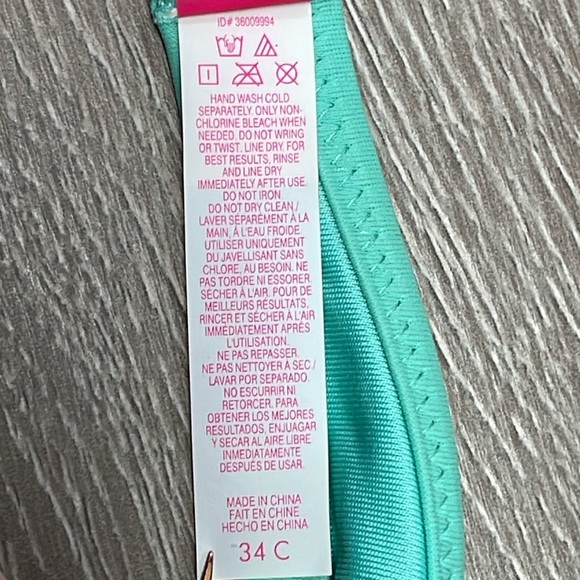 ID# 36009994
HAND WASH COLD
SEPARATELY. ONLY NON-
CHLORINE BLEACH WHEN
NEEDED. DO NOT WRING
OR TWIST. LINE DRY. FOR
BEST RESULTS, RINSE
AND LINE DRY
IMMEDIATELY AFTER USE.
DO NOT IRON.
DO NOT DRY CLEAN./
LAVER SÉPARÉMENT À LA
MAIN, À L'EAU FROIDE.
UTILISER UNIQUEMENT
DU JAVELLISANT SANS
CHLORE, AU BESOIN. NE
PAS TORDRE NI ESSORER.
SÉCHER À L'AIR. POUR DE
MEILLEURS RÉSULTATS,
RINCER ET SÉCHER À L'AIR
IMMÉDIATEMENT APRÈS
L'UTILISATION.
NE PAS REPASSER.
NE PAS NETTOYER À SEC./
LAVAR POR SEPARADO.
NO ESCURRIR NI
RETORCER. PARA
OBTENER LOS MEJORES
RESULTADOS, ENJUAGAR
Y SECAR AL AIRE LIBRE
INMEDIATAMENTE
DESPUÉS DE USAR.
MADE IN CHINA
FAIT EN CHINE
HECHO EN CHINA
34 C